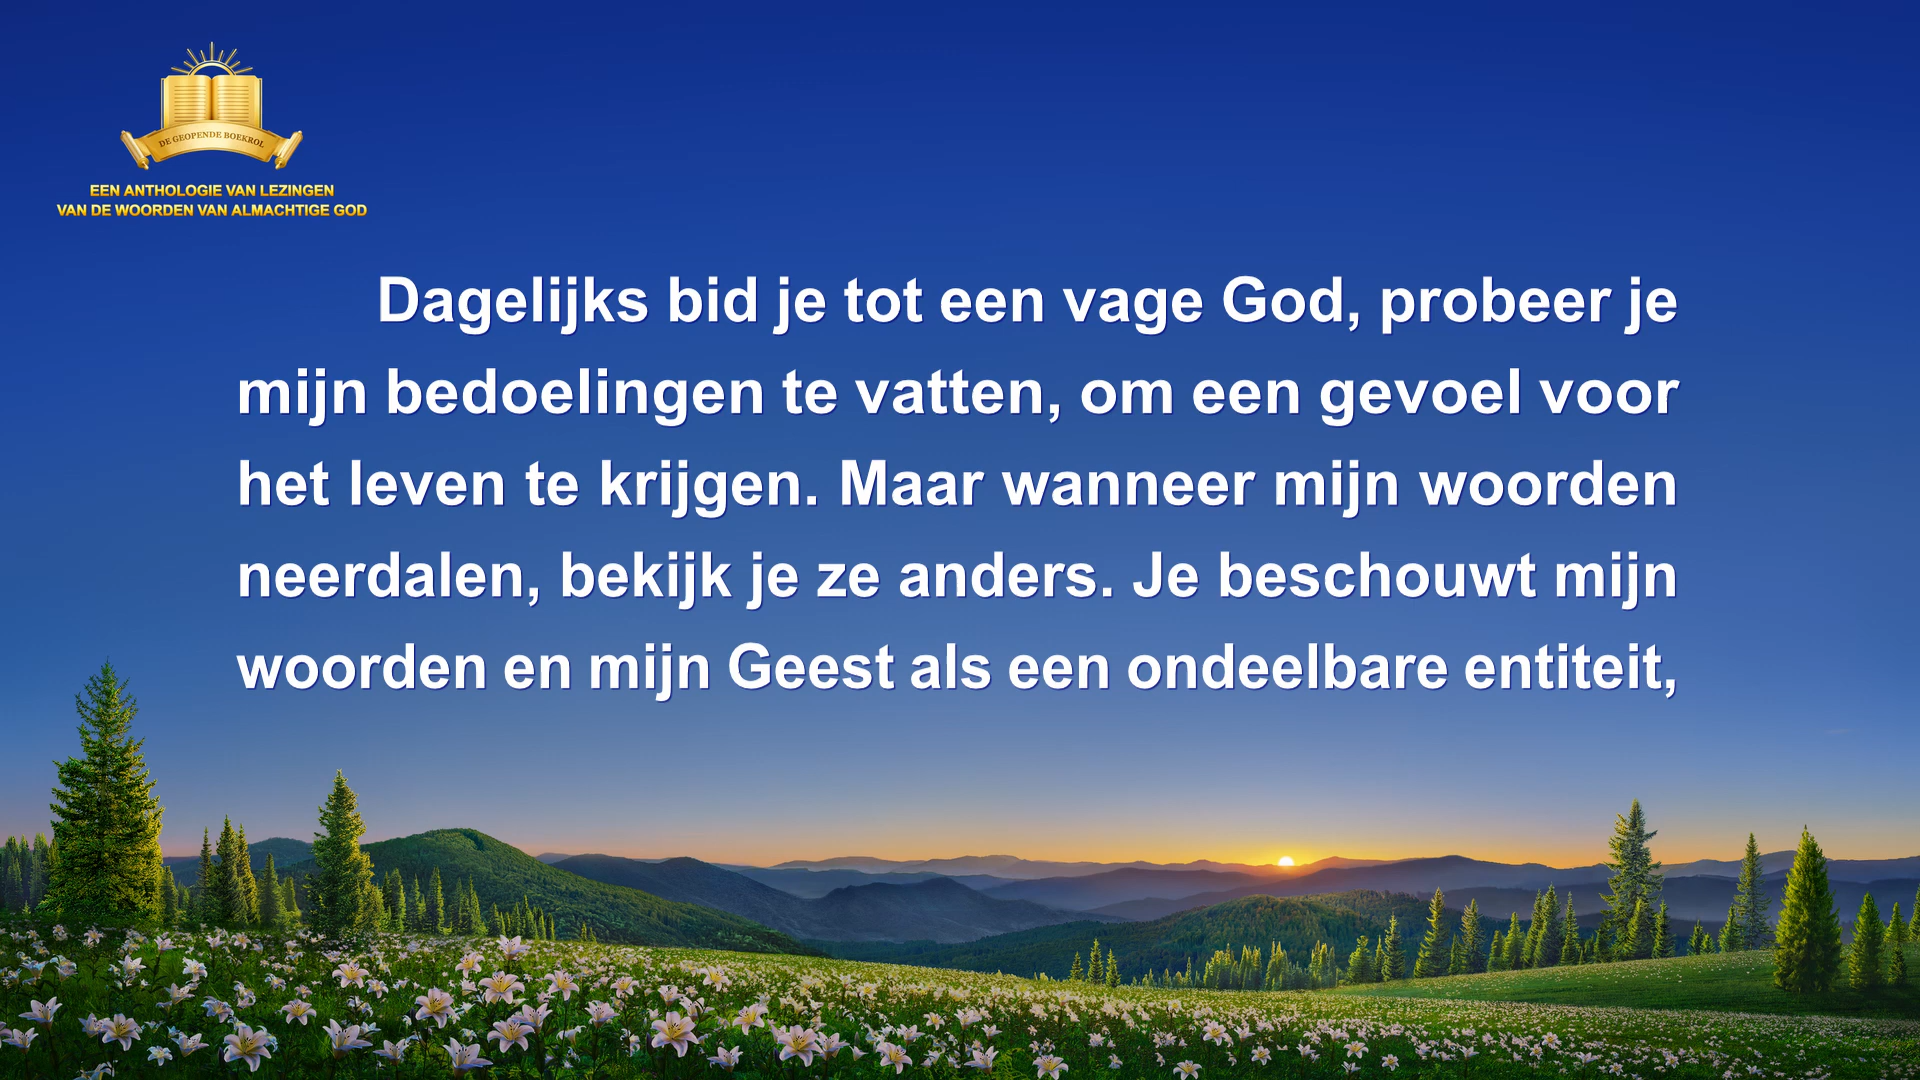 DE GEOPENDE BOEKROL
EEN ANTHOLOGIE VAN LEZINGEN
VAN DE WOORDEN VAN ALMACHTIGE GOD
Dagelijks bid je tot een vage God, probeer je
mijn bedoelingen te vatten, om een gevoel voor
het leven te krijgen. Maar wanneer mijn woorden
neerdalen, bekijk je ze anders. Je beschouwt mijn
woorden en mijn Geest als een ondeelbare entiteit,